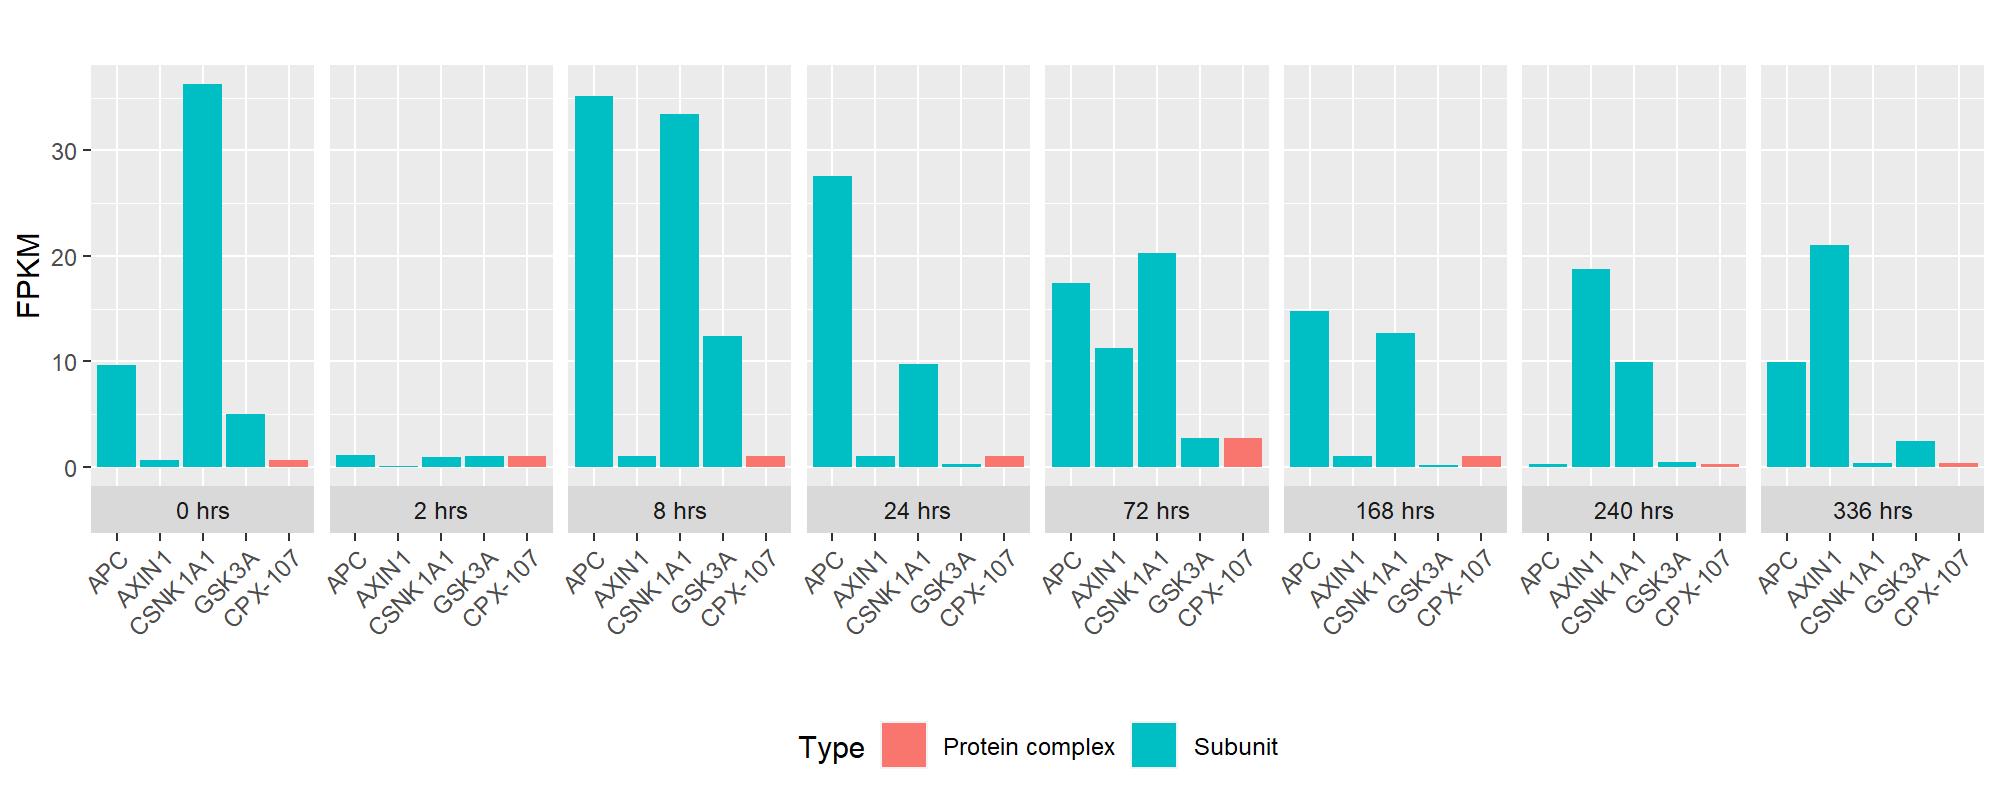 FPKM
30
20
10
0
0 hrs 2 hrs 8 hrs 24 hrs 72 hrs 168 hrs 240 hrs 336 hrs
APC AXIN1 CSNK1A1 GSK3A CPX-107 APC AXIN1 CSNK1A1 GSK3A CPX-107 APC AXIN1 CSNK1A1 GSK3A CPX-107 APC AXIN1 CSNK1A1 GSK3A CPX-107 APC AXIN1 CSNK1A1 GSK3A CPX-107 APC AXIN1 CSNK1A1 GSK3A CPX-107 APC AXIN1 CSNK1A1 GSK3A CPX-107 APC AXIN1 CSNK1A1 GSK3A CPX-107
Type Protein complex Subunit